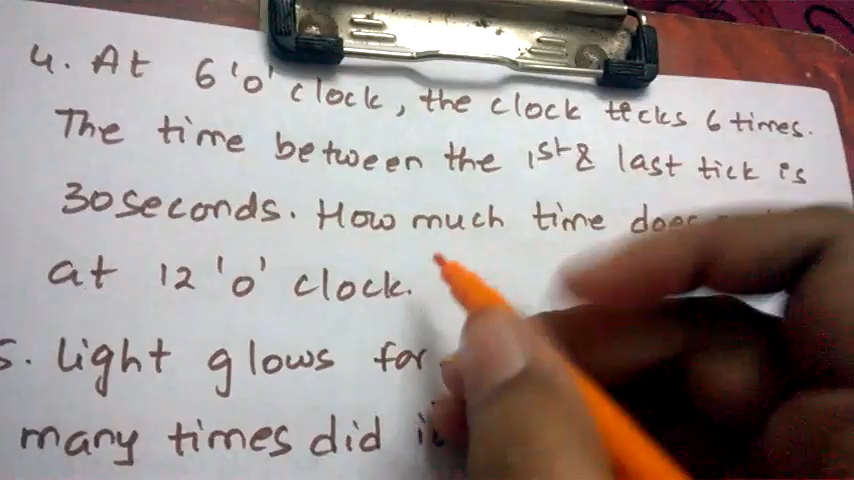 4. At 6 'o' clock, the clock ticks 6 times.
The time between the 1st & last tick is
30 seconds. How much time does
at 12 'o' clock.
5. Light glows for
many times did